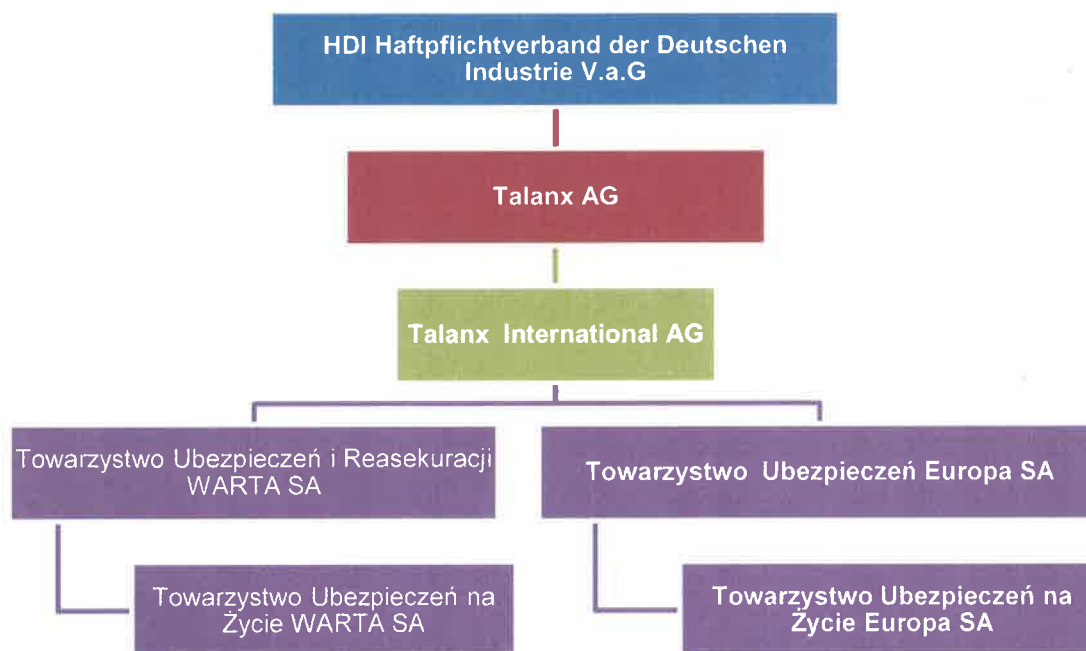 HDI Haftpflichtverband der Deutschen
Industrie V.a.G
Talanx AG
Talanx International AG
Towarzystwo Ubezpieczeń i Reasekuracji
WARTA SA
Towarzystwo Ubezpieczeń Europa SA
Towarzystwo Ubezpieczeń na
Życie WARTA SA
Towarzystwo Ubezpieczeń na
Życie Europa SA